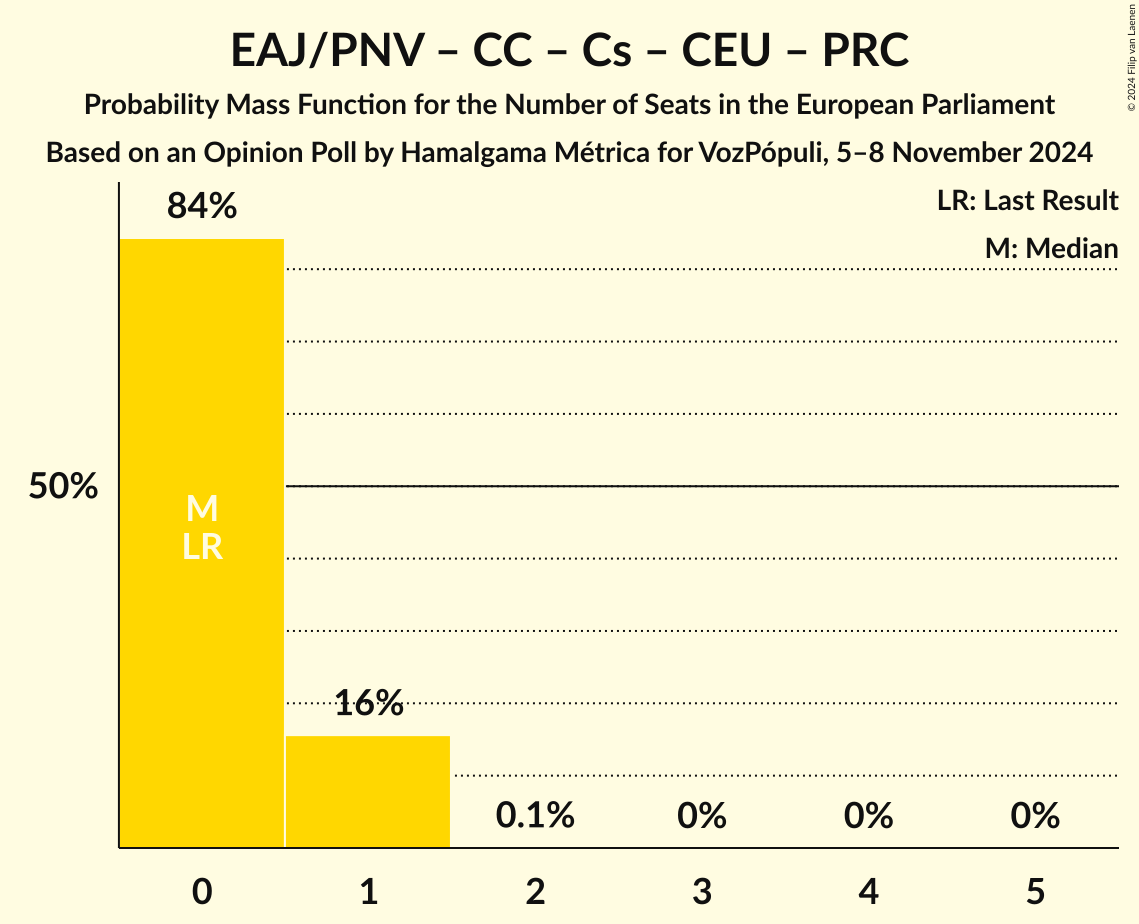 EAJ/PNV – CC – Cs – CEU – PRC
Probability Mass Function for the Number of Seats in the European Parliament
Based on an Opinion Poll by Hamalgama Métrica for VozPópuli, 5–8 November 2024
© 2024 Filip van Laenen
LR: Last Result
M: Median
84%
50%
M
LR
16%
0.1%
0%
0%
0%
0
1
2
3
4
5